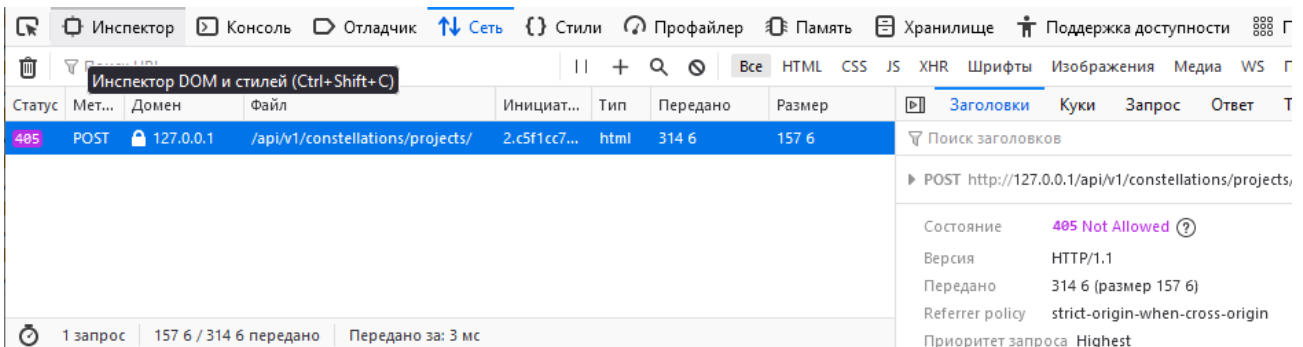 Инспектор Консоль Отладчик Сеть Стили Профайлер Память Хранилище Поддержка доступности
Инспектор DOM и стилей (Ctrl+Shift+C)
Все HTML CSS JS XHR Шрифты Изображения Медиа WS
Статус Мет... Домен Файл Инициат... Тип Передано Размер
405 POST 127.0.0.1 /api/v1/constellations/projects/ 2.c5f1cc7... html 314 б 157 б
Заголовки Куки Запрос Ответ
Поиск заголовков
POST http://127.0.0.1/api/v1/constellations/projects/
Состояние 405 Not Allowed
Версия HTTP/1.1
Передано 314 б (размер 157 б)
Referrer policy strict-origin-when-cross-origin
Приоритет запроса Highest
1 запрос 157 б / 314 б передано Передано за: 3 мс